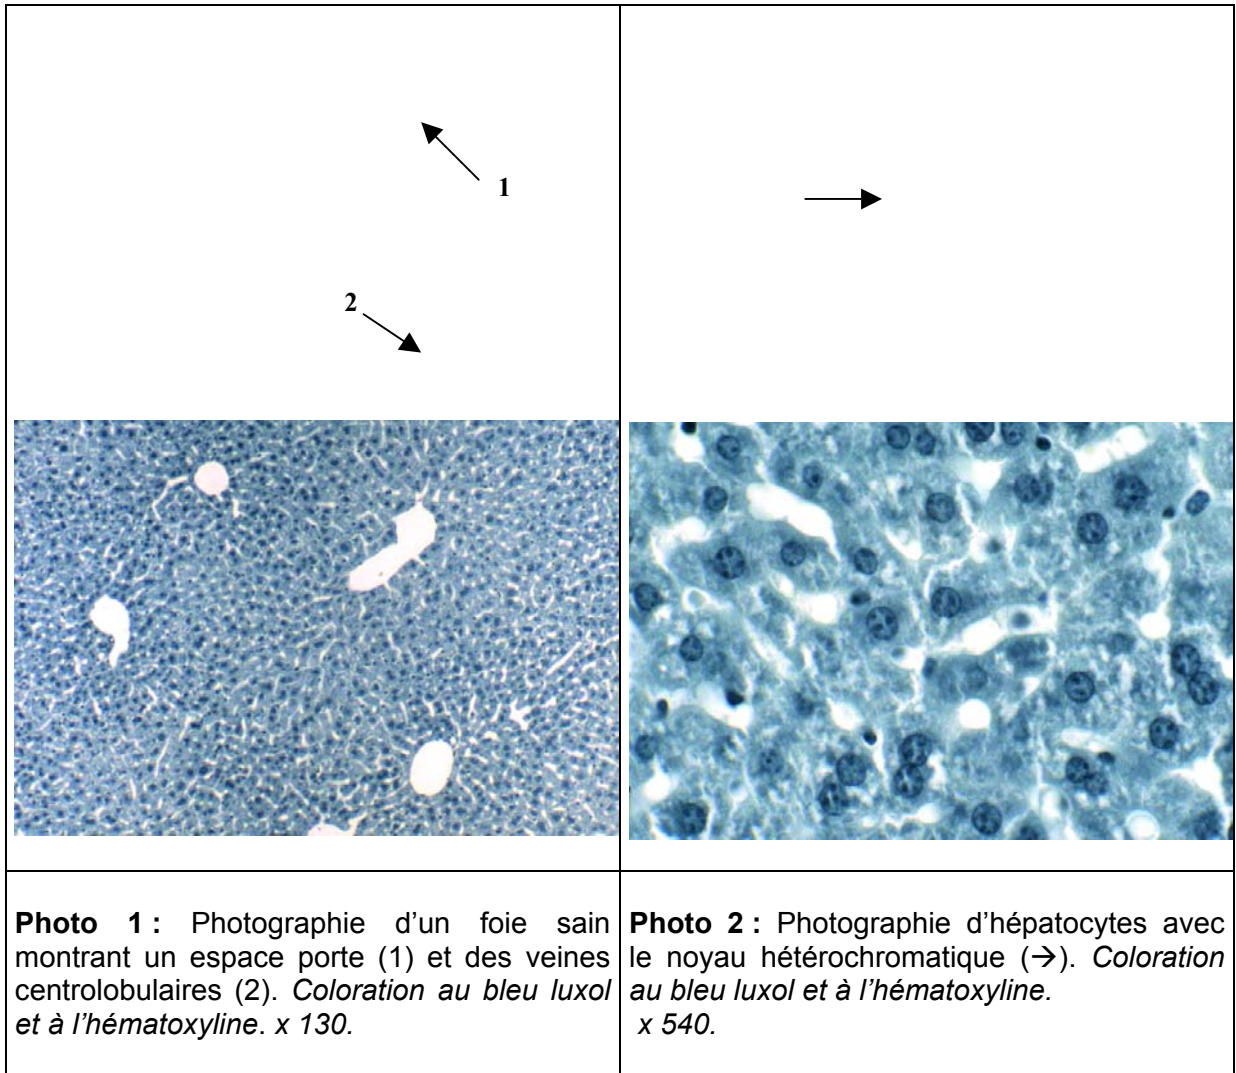 1
2
Photo 1 : Photographie d’un foie sain
montrant un espace porte (1) et des veines
centrolobulaires (2). Coloration au bleu luxol
et à l’hématoxyline. x 130.
Photo 2 : Photographie d’hépatocytes avec
le noyau hétérochromatique (→). Coloration
au bleu luxol et à l’hématoxyline.
x 540.